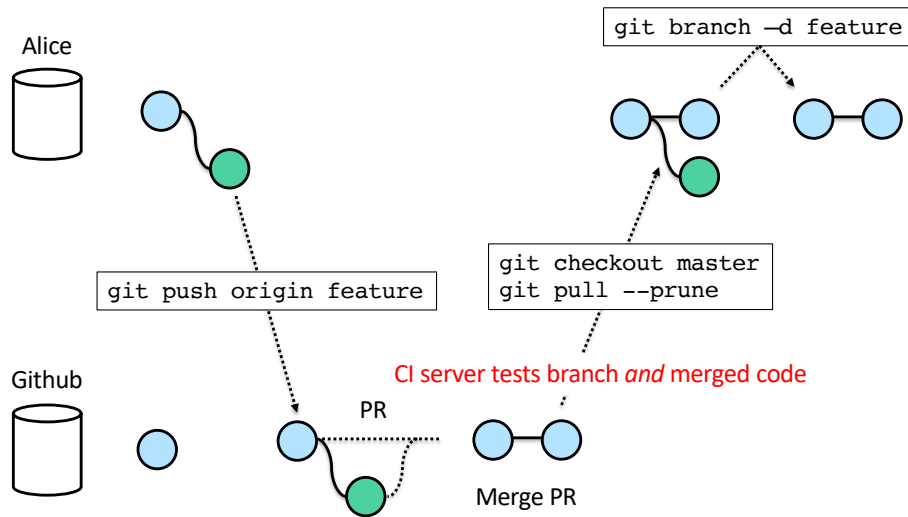 git branch –d feature
Alice
git checkout master
git pull --prune
git push origin feature
CI server tests branch and merged code
Github
PR
Merge PR